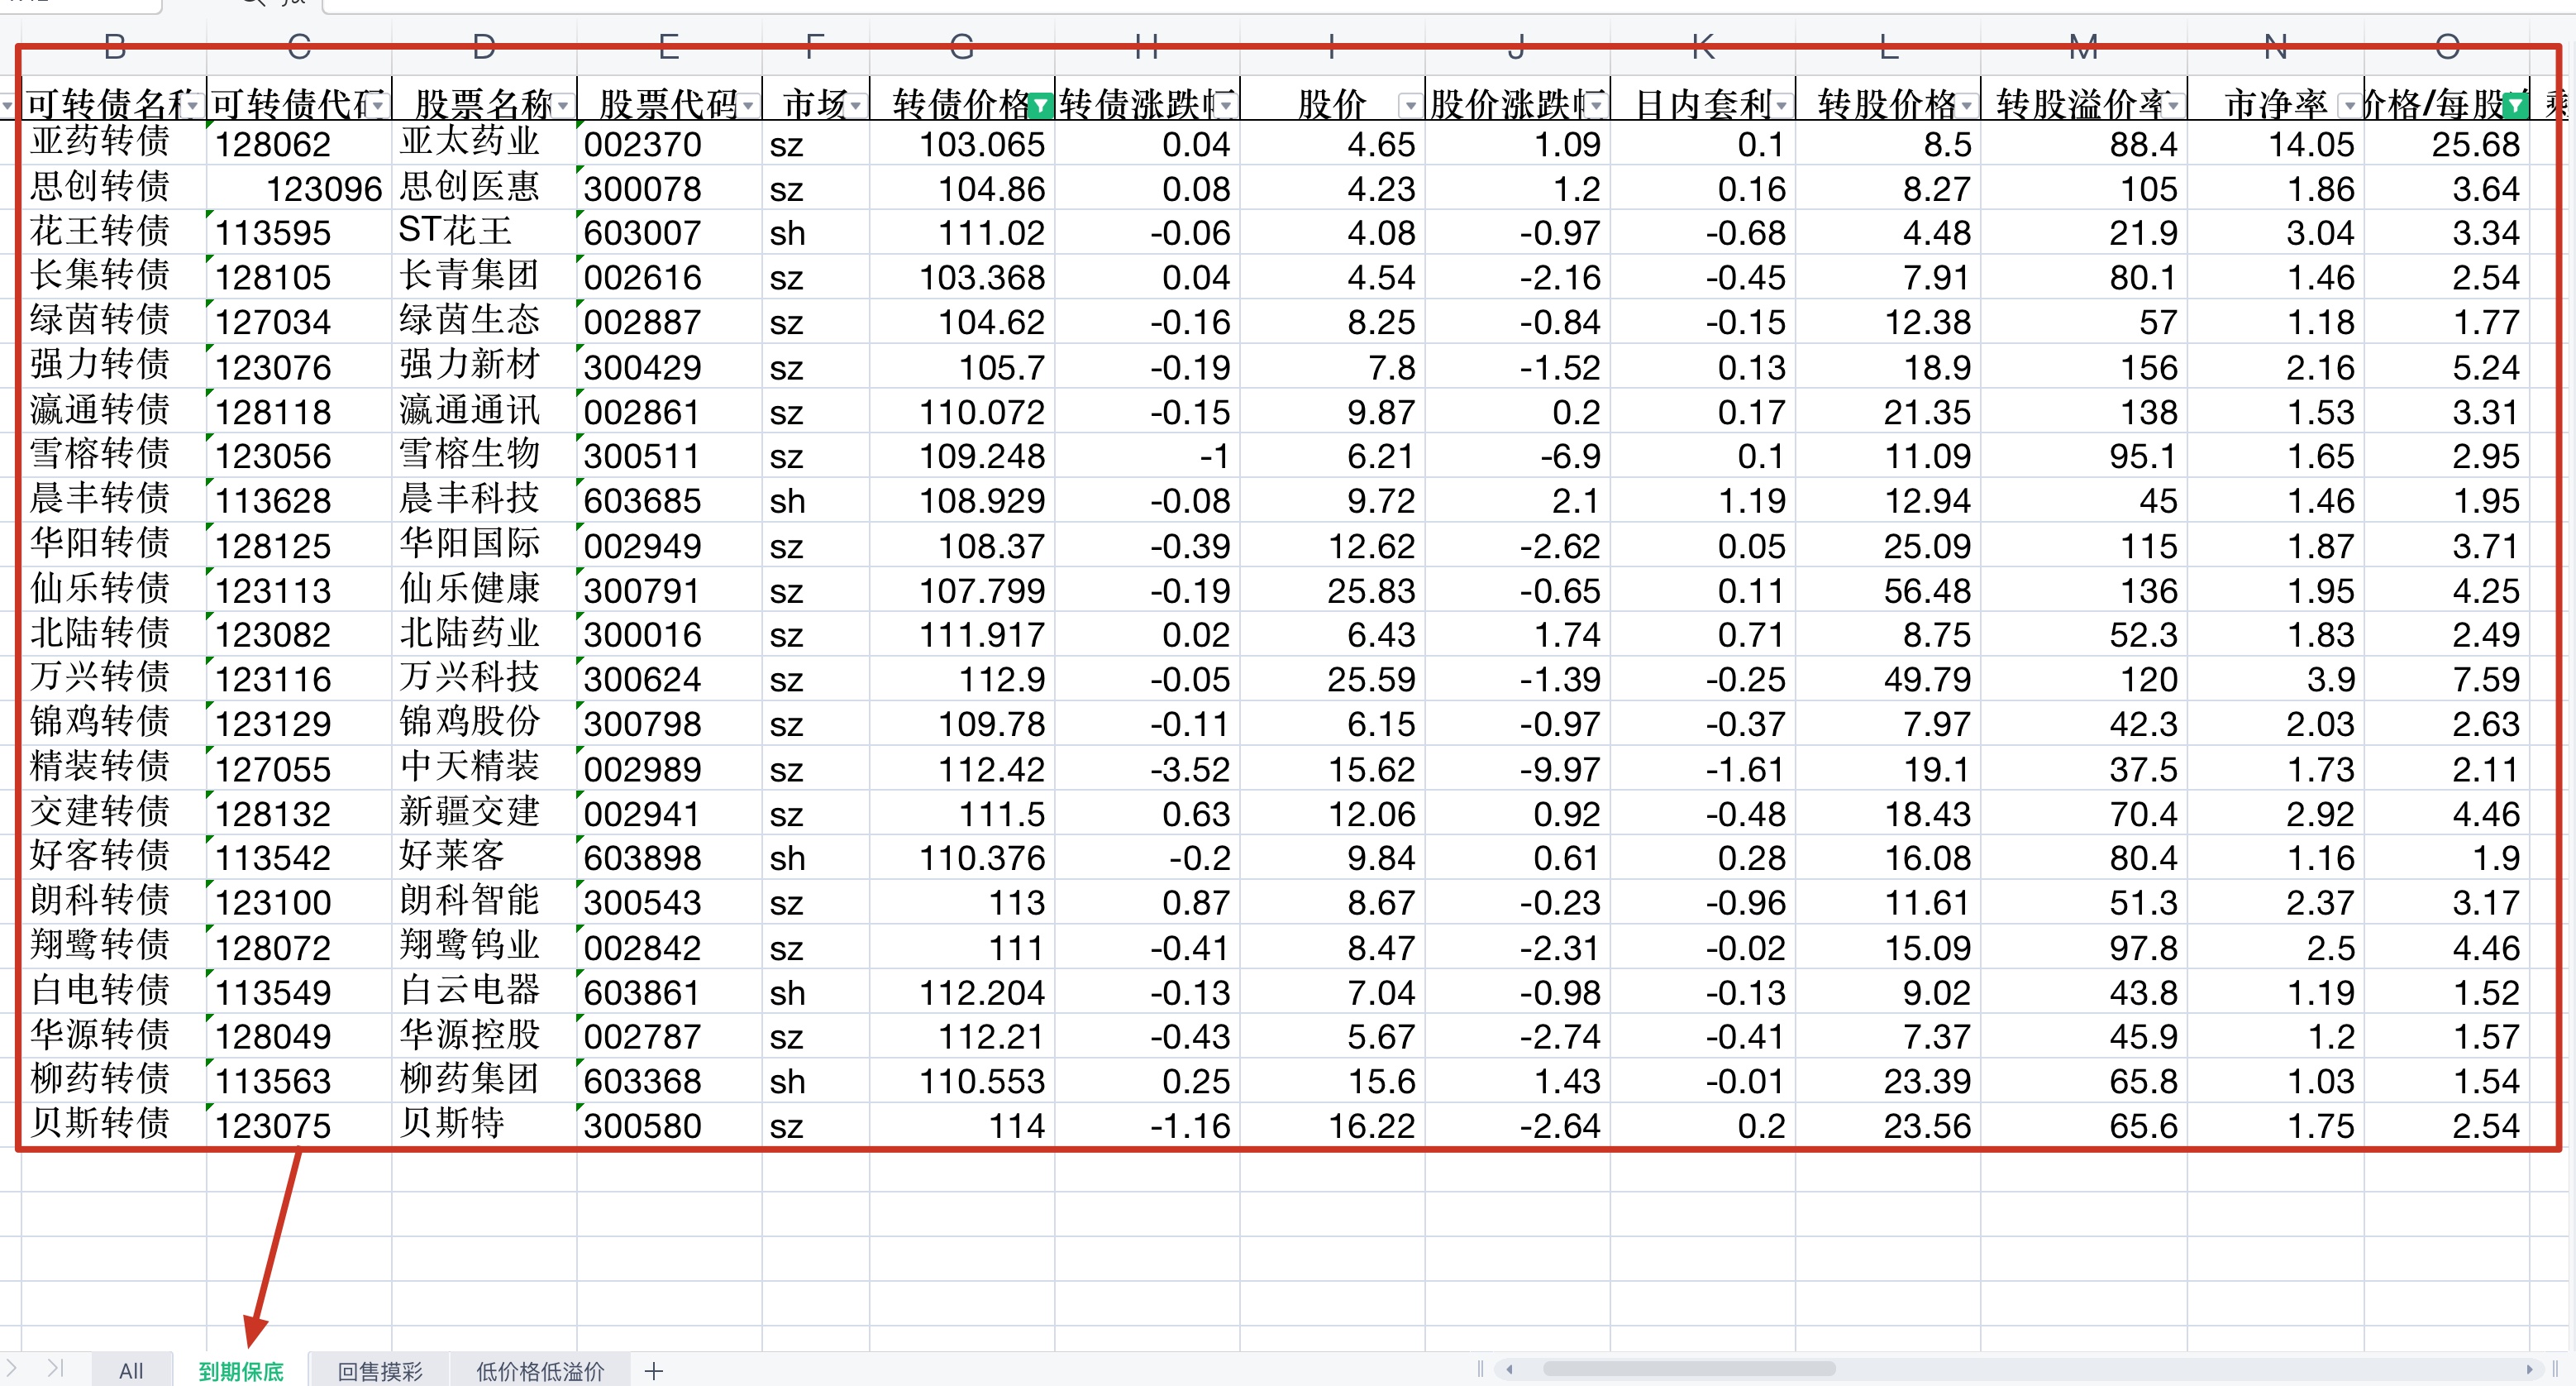 B C D E F G H I J K L M N O
可转债名称 可转债代码 股票名称 股票代码 市场 转债价格 转债涨跌幅 股价 股价涨跌幅 日内套利 转股价格 转股溢价率 市净率 价格/每股
亚药转债 128062 亚太药业 002370 sz 103.065 0.04 4.65 1.09 0.1 8.5 88.4 14.05 25.68
思创转债 123096 思创医惠 300078 sz 104.86 0.08 4.23 1.2 0.16 8.27 105 1.86 3.64
花王转债 113595 ST花王 603007 sh 111.02 -0.06 4.08 -0.97 -0.68 4.48 21.9 3.04 3.34
长集转债 128105 长青集团 002616 sz 103.368 0.04 4.54 -2.16 -0.45 7.91 80.1 1.46 2.54
绿茵转债 127034 绿茵生态 002887 sz 104.62 -0.16 8.25 -0.84 -0.15 12.38 57 1.18 1.77
强力转债 123076 强力新材 300429 sz 105.7 -0.19 7.8 -1.52 0.13 18.9 156 2.16 5.24
瀛通转债 128118 瀛通通讯 002861 sz 110.072 -0.15 9.87 0.2 0.17 21.35 138 1.53 3.31
雪榕转债 123056 雪榕生物 300511 sz 109.248 -1 6.21 -6.9 0.1 11.09 95.1 1.65 2.95
晨丰转债 113628 晨丰科技 603685 sh 108.929 -0.08 9.72 2.1 1.19 12.94 45 1.46 1.95
华阳转债 128125 华阳国际 002949 sz 108.37 -0.39 12.62 -2.62 0.05 25.09 115 1.87 3.71
仙乐转债 123113 仙乐健康 300791 sz 107.799 -0.19 25.83 -0.65 0.11 56.48 136 1.95 4.25
北陆转债 123082 北陆药业 300016 sz 111.917 0.02 6.43 1.74 0.71 8.75 52.3 1.83 2.49
万兴转债 123116 万兴科技 300624 sz 112.9 -0.05 25.59 -1.39 -0.25 49.79 120 3.9 7.59
锦鸡转债 123129 锦鸡股份 300798 sz 109.78 -0.11 6.15 -0.97 -0.37 7.97 42.3 2.03 2.63
精装转债 127055 中天精装 002989 sz 112.42 -3.52 15.62 -9.97 -1.61 19.1 37.5 1.73 2.11
交建转债 128132 新疆交建 002941 sz 111.5 0.63 12.06 0.92 -0.48 18.43 70.4 2.92 4.46
好客转债 113542 好莱客 603898 sh 110.376 -0.2 9.84 0.61 0.28 16.08 80.4 1.16 1.9
朗科转债 123100 朗科智能 300543 sz 113 0.87 8.67 -0.23 -0.96 11.61 51.3 2.37 3.17
翔鹭转债 128072 翔鹭钨业 002842 sz 111 -0.41 8.47 -2.31 -0.02 15.09 97.8 2.5 4.46
白电转债 113549 白云电器 603861 sh 112.204 -0.13 7.04 -0.98 -0.13 9.02 43.8 1.19 1.52
华源转债 128049 华源控股 002787 sz 112.21 -0.43 5.67 -2.74 -0.41 7.37 45.9 1.2 1.57
柳药转债 113563 柳药集团 603368 sh 110.553 0.25 15.6 1.43 -0.01 23.39 65.8 1.03 1.54
贝斯转债 123075 贝斯特 300580 sz 114 -1.16 16.22 -2.64 0.2 23.56 65.6 1.75 2.54
All 到期保底 回售摸彩 低价格低溢价 +